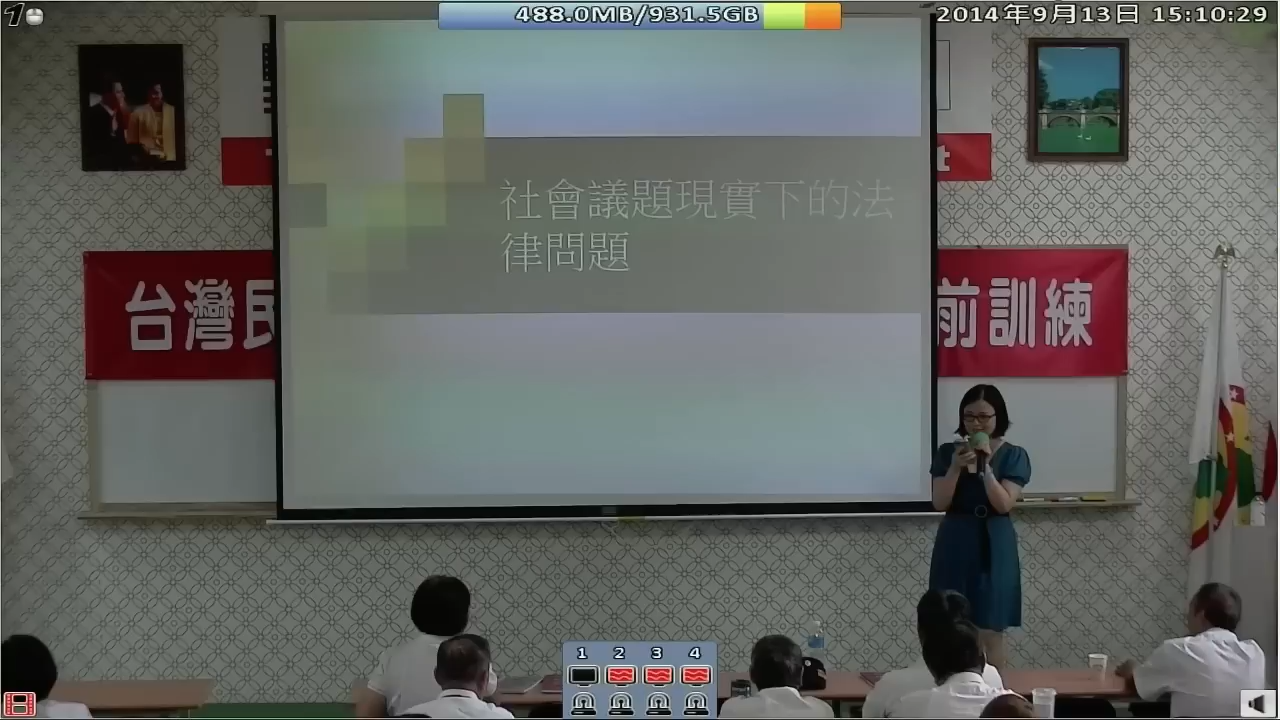 1
488.0MB/931.5GB
2014年9月13日 15:10:29
t
社會議題現實下的法
律問題
台灣民
前訓練
1 2 3 4